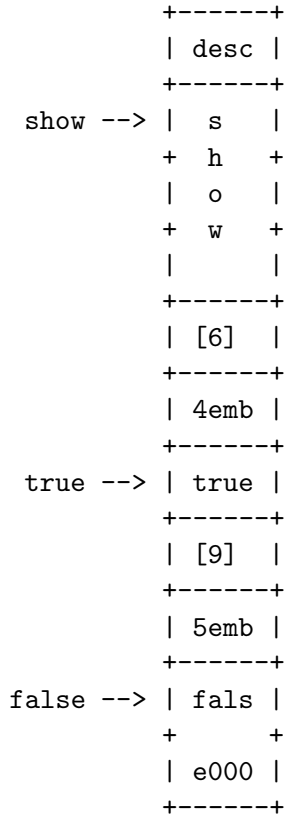 +------+
| desc |
+------+
show --> |  s   |
+  h   +
|  o   |
+  w   +
|      |
+------+
| [6]  |
+------+
| 4emb |
+------+
true --> | true |
+------+
| [9]  |
+------+
| 5emb |
+------+
false --> | fals |
+      +
| e000 |
+------+